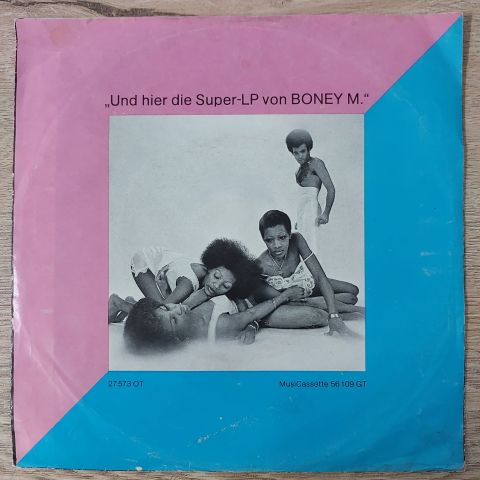 „Und hier die Super-LP von BONEY M.“
27 573 OT
MusiCassette 56 109 GT